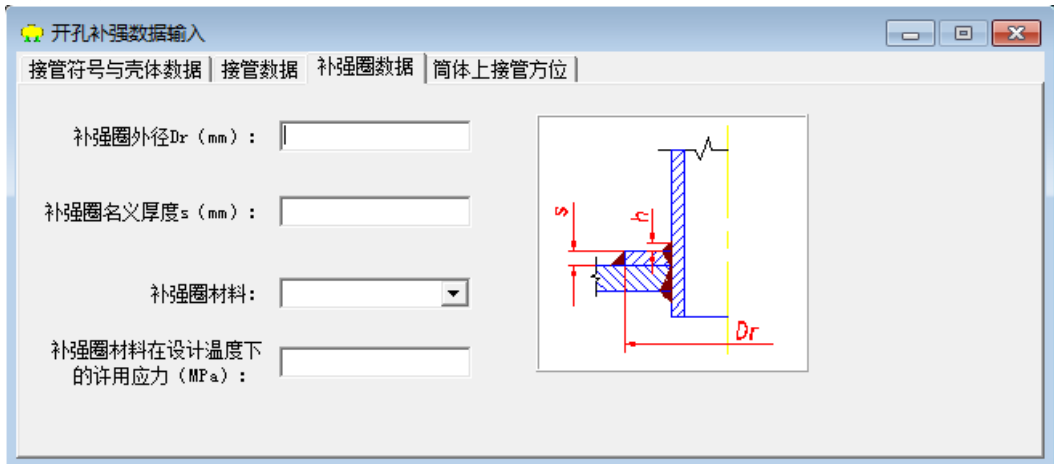 开孔补强数据输入
接管符号与壳体数据 接管数据 补强圈数据 筒体上接管方位
补强圈外径Dr（mm）：
补强圈名义厚度s（mm）：
补强圈材料：
补强圈材料在设计温度下
的许用应力（MPa）：
s h
Dr